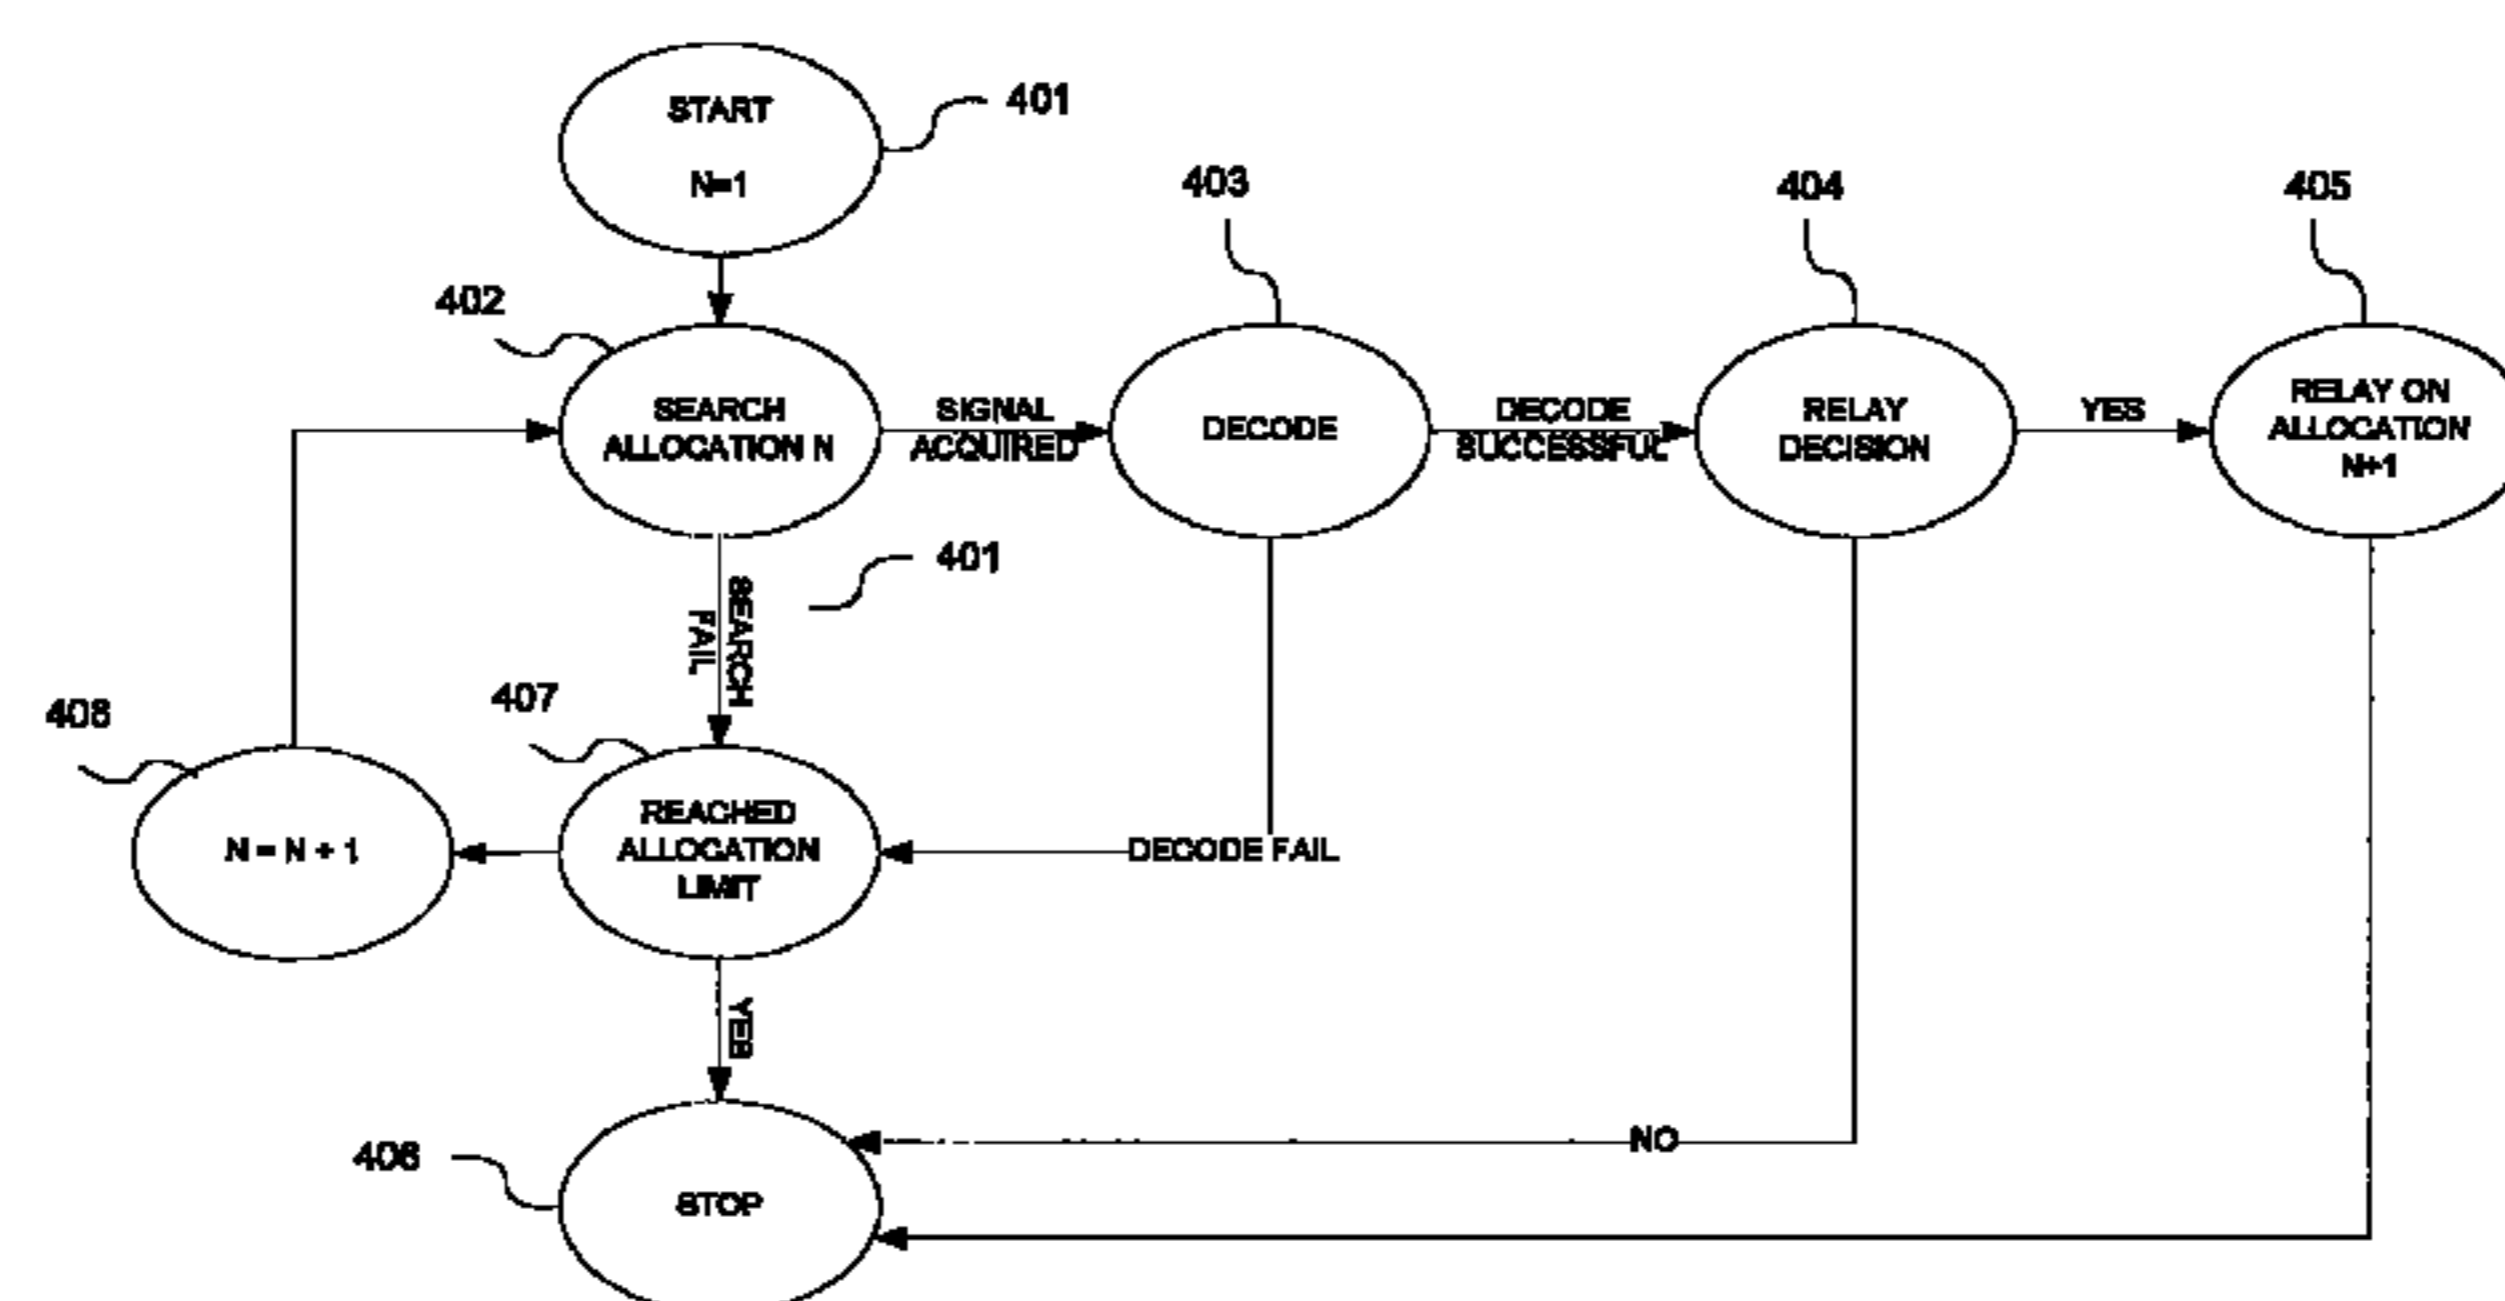 START
N=1
401
402
403
404
405
SEARCH
ALLOCATION N
SIGNAL
ACQUIRED
DECODE
DECODE
SUCCESSFUL
RELAY
DECISION
YES
RELAY ON
ALLOCATION
N+1
SEARCH
FAIL
401
408
407
N = N + 1
REACHED
ALLOCATION
LIMIT
DECODE FAIL
YES
NO
406
STOP